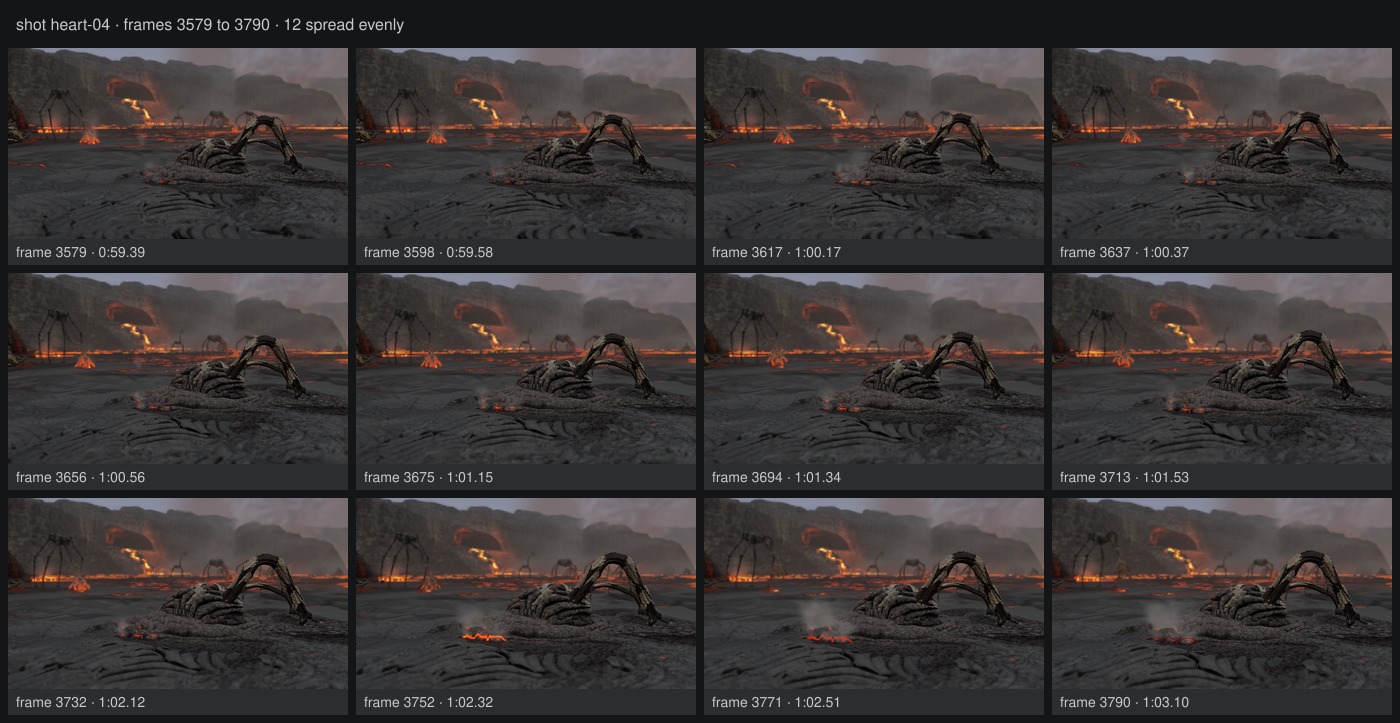 shot heart-04 · frames 3579 to 3790 · 12 spread evenly
frame 3579 · 0:59.39
frame 3598 · 0:59.58
frame 3617 · 1:00.17
frame 3637 · 1:00.37
frame 3656 · 1:00.56
frame 3675 · 1:01.15
frame 3694 · 1:01.34
frame 3713 · 1:01.53
frame 3732 · 1:02.12
frame 3752 · 1:02.32
frame 3771 · 1:02.51
frame 3790 · 1:03.10